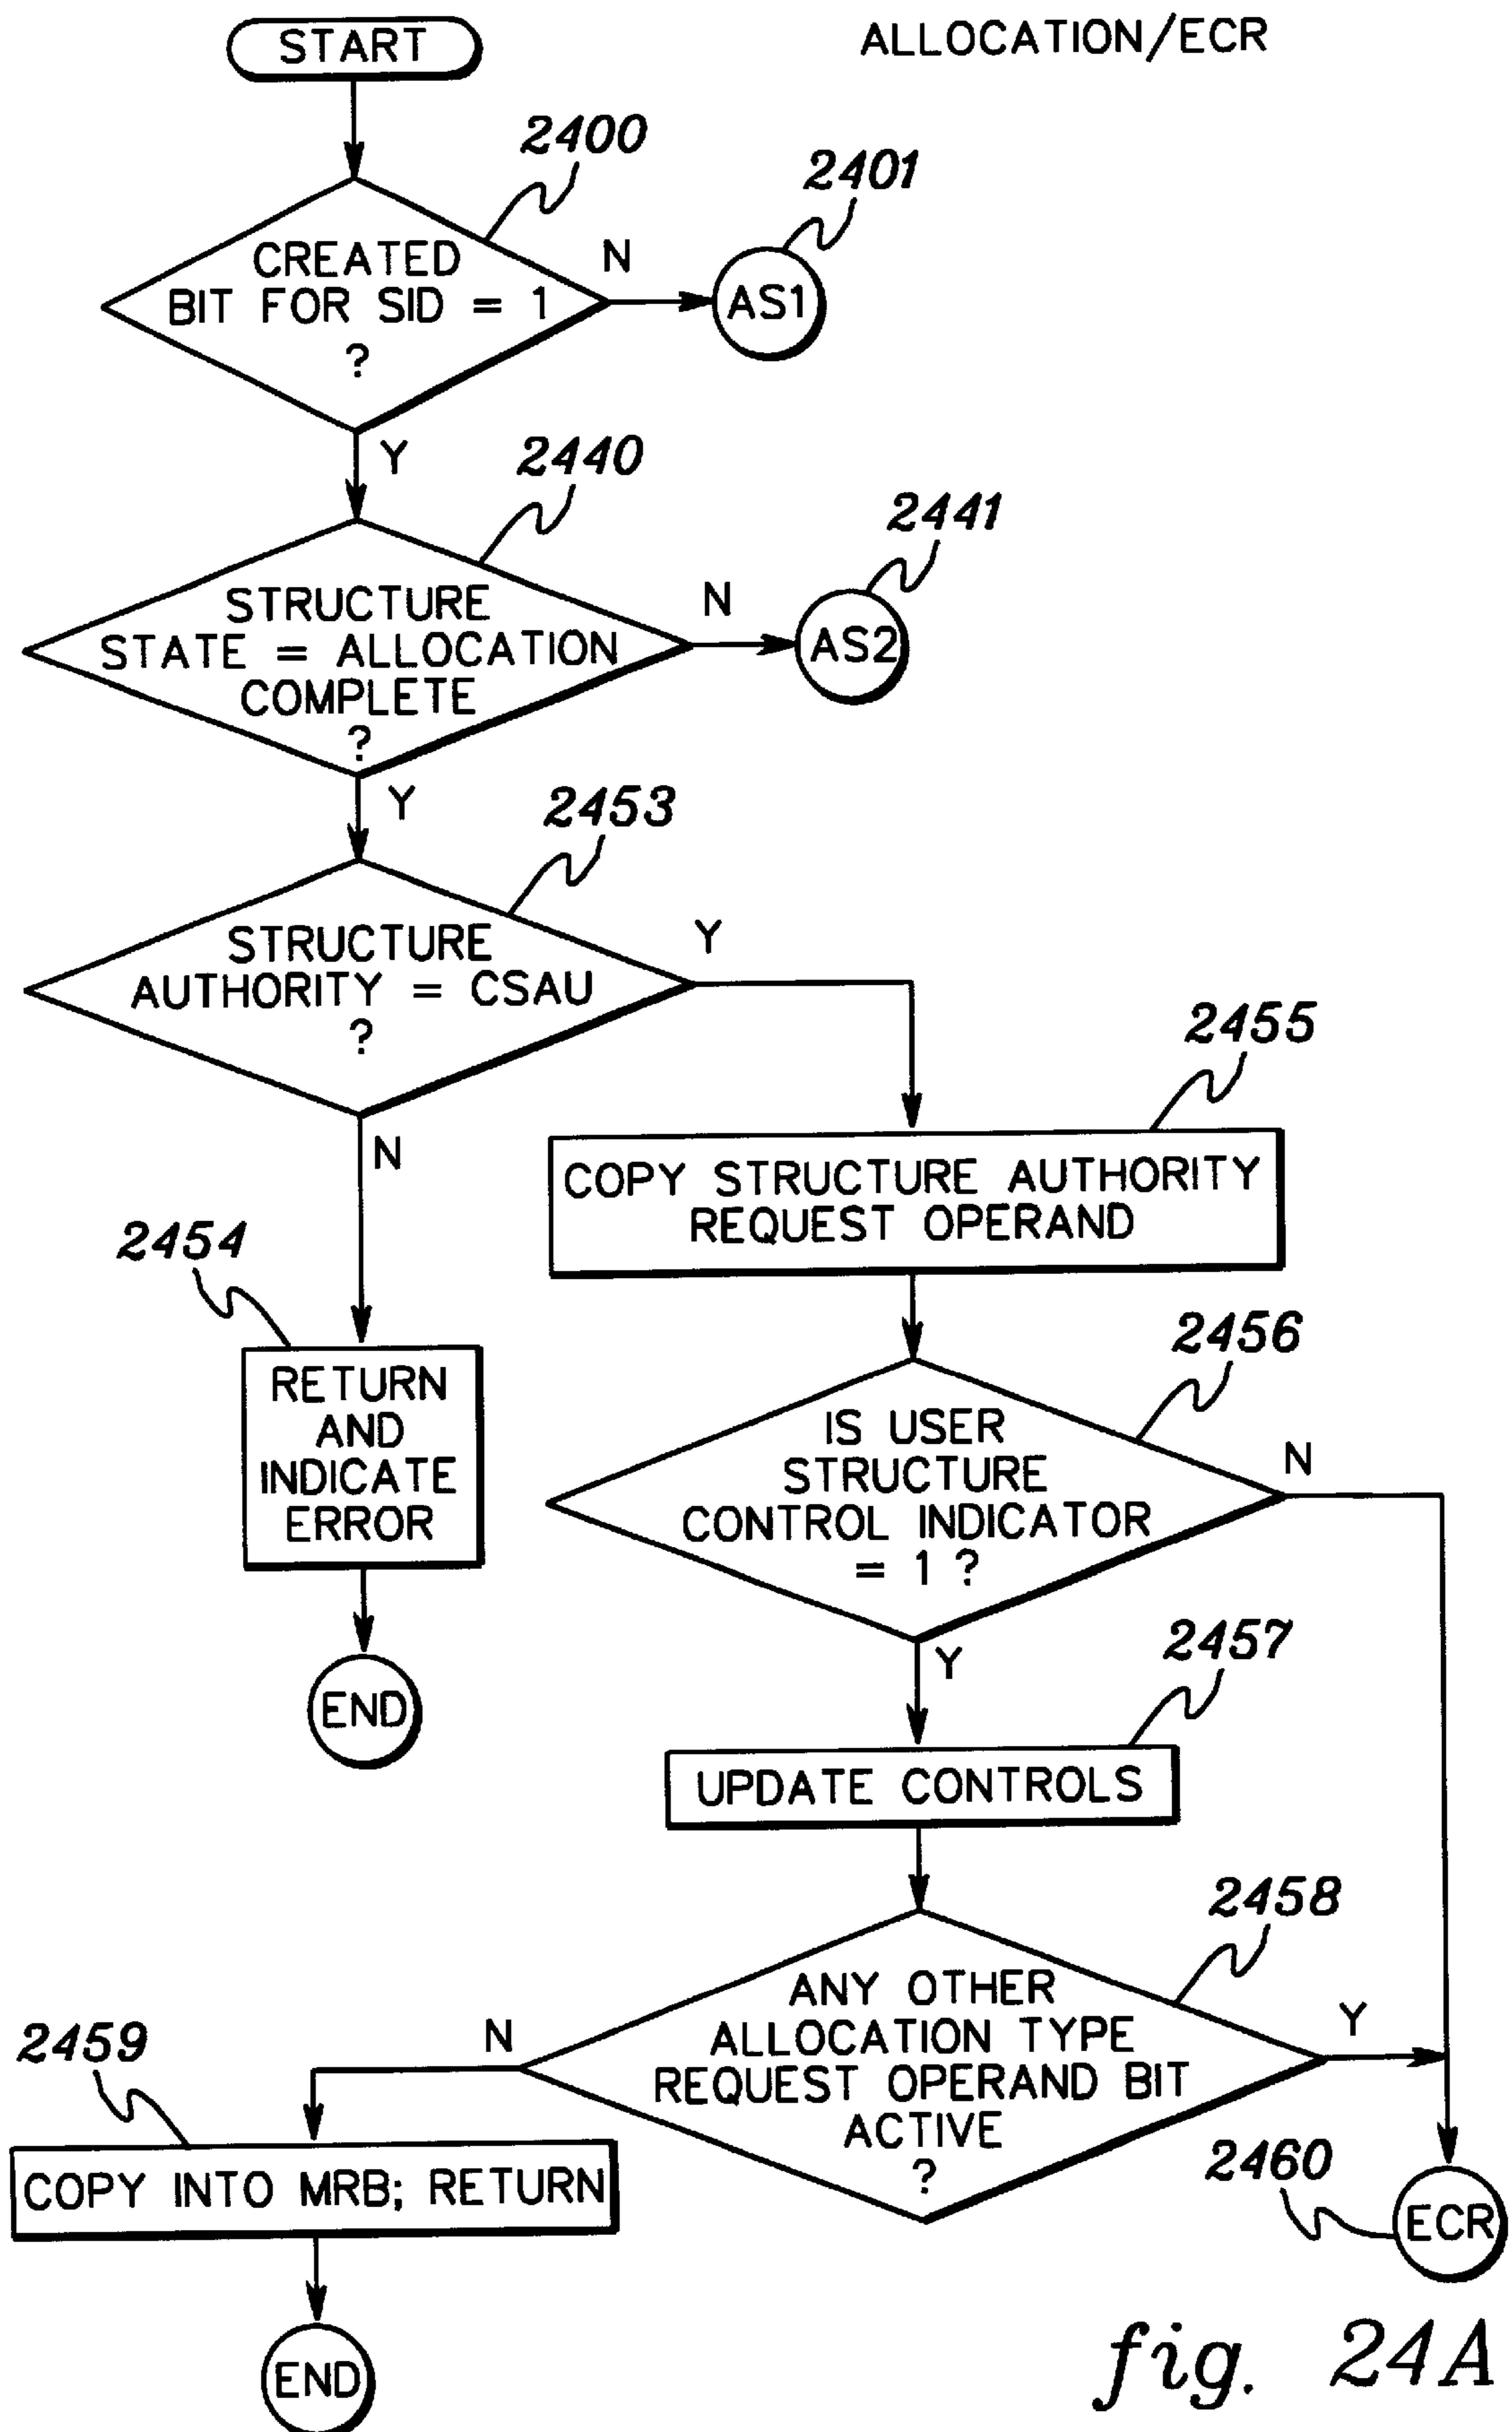 START
ALLOCATION/ECR
2400
2401
CREATED
BIT FOR SID = 1
?
N
AS1
Y
2440
2441
STRUCTURE
STATE = ALLOCATION
COMPLETE
?
N
AS2
Y
2453
STRUCTURE
AUTHORITY = CSAU
?
Y
N
2455
COPY STRUCTURE AUTHORITY
REQUEST OPERAND
2454
RETURN
AND
INDICATE
ERROR
END
2456
IS USER
STRUCTURE
CONTROL INDICATOR
= 1 ?
N
Y
2457
UPDATE CONTROLS
2458
ANY OTHER
ALLOCATION TYPE
REQUEST OPERAND BIT
ACTIVE
?
N
Y
2459
COPY INTO MRB; RETURN
END
2460
ECR
fig. 24A